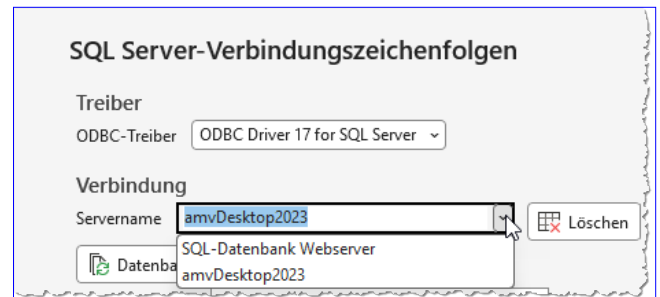 SQL Server-Verbindungszeichenfolgen
Treiber
ODBC-Treiber ODBC Driver 17 for SQL Server
Verbindung
Servername amvDesktop2023 Löschen
SQL-Datenbank Webserver
Datenba amvDesktop2023